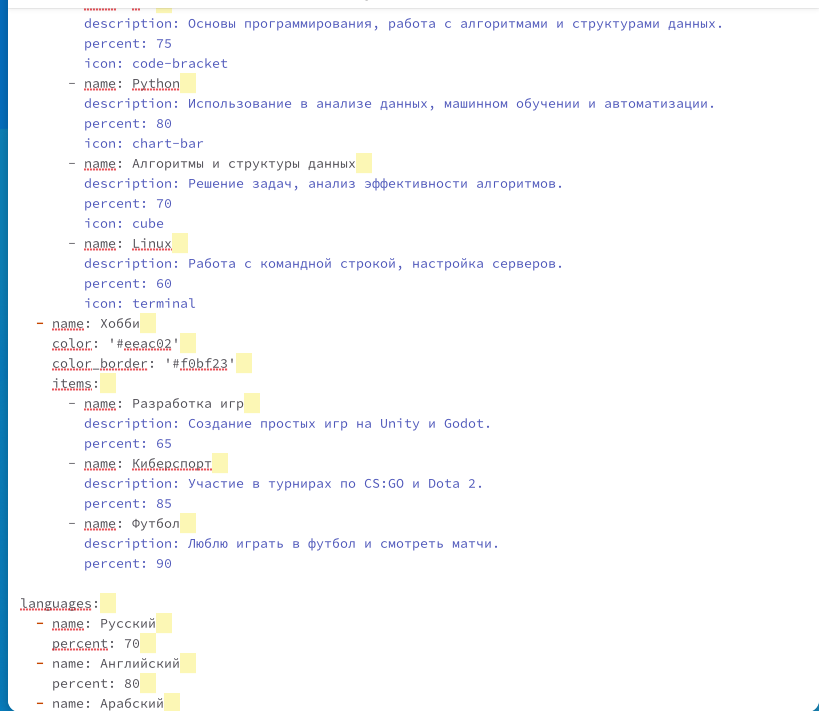 description: Основы программирования, работа с алгоритмами и структурами данных.
percent: 75
icon: code-bracket
- name: Python
description: Использование в анализе данных, машинном обучении и автоматизации.
percent: 80
icon: chart-bar
- name: Алгоритмы и структуры данных
description: Решение задач, анализ эффективности алгоритмов.
percent: 70
icon: cube
- name: Linux
description: Работа с командной строкой, настройка серверов.
percent: 60
icon: terminal
- name: Хобби
color: '#eeac02'
color_border: '#f0bf23'
items:
- name: Разработка игр
description: Создание простых игр на Unity и Godot.
percent: 65
- name: Киберспорт
description: Участие в турнирах по CS:GO и Dota 2.
percent: 85
- name: Футбол
description: Люблю играть в футбол и смотреть матчи.
percent: 90
languages:
- name: Русский
percent: 70
- name: Английский
percent: 80
- name: Арабский